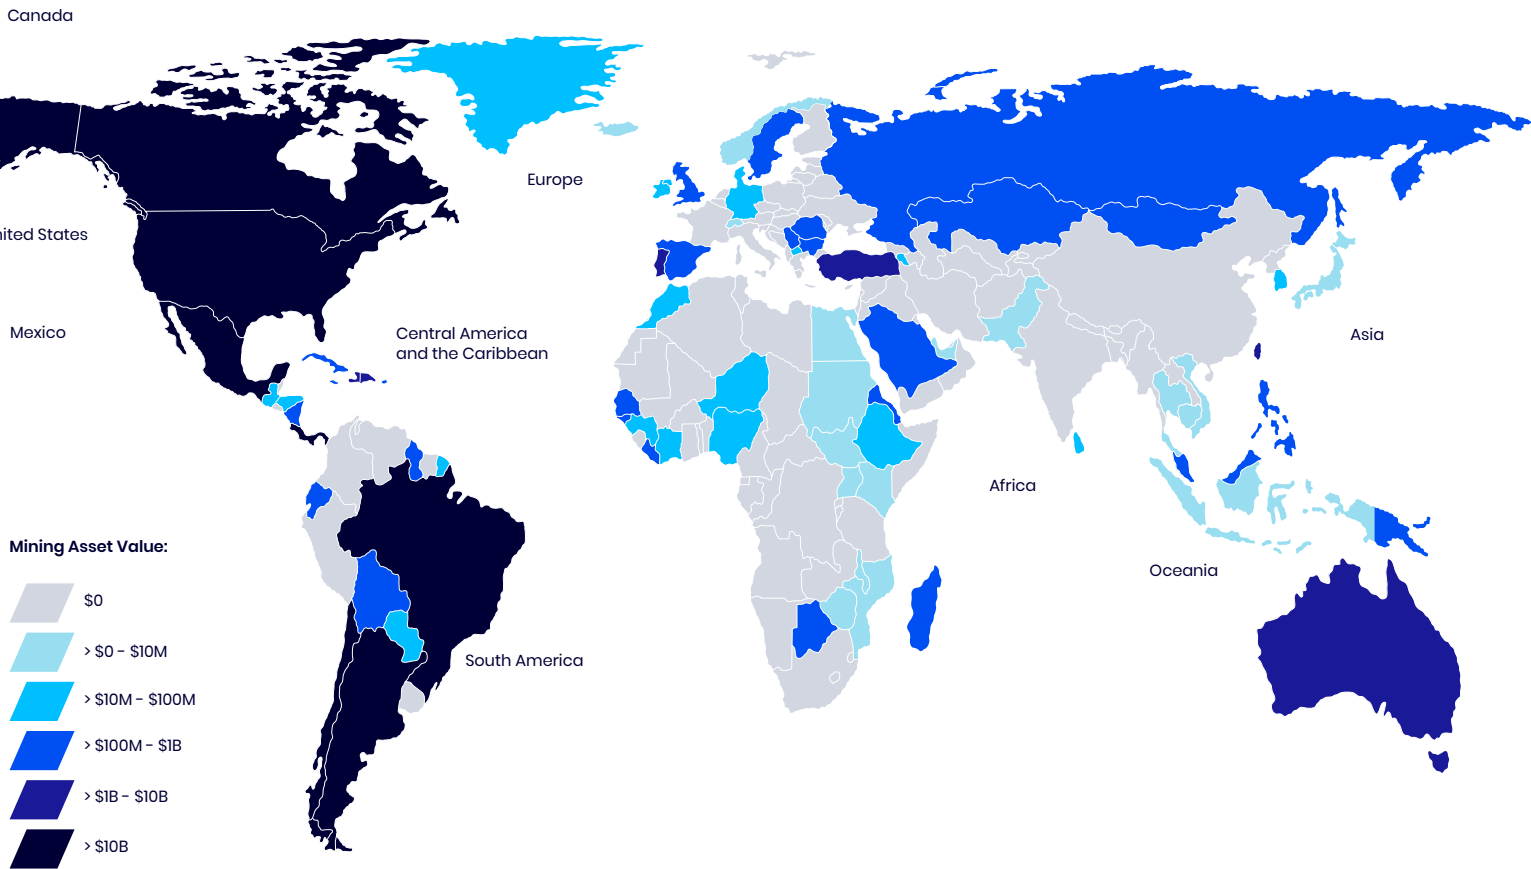 Canada
Europe
nited States
Mexico
Central America
and the Caribbean
Asia
Africa
Oceania
South America
Mining Asset Value:
$0
> $0 - $10M
> $10M - $100M
> $100M - $1B
> $1B - $10B
> $10B